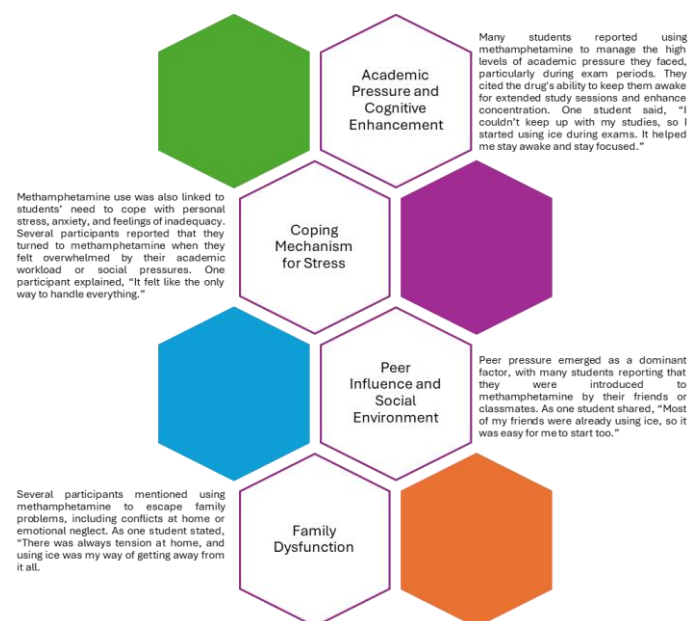 Academic
Pressure and
Cognitive
Enhancement
Many students reported using
methamphetamine to manage the high
levels of academic pressure they faced,
particularly during exam periods. They
cited the drug's ability to keep them awake
for extended study sessions and enhance
concentration. One student said, “I
couldn’t keep up with my studies, so I
started using ice during exams. It helped
me stay awake and stay focused.”
Methamphetamine use was also linked to
students’ need to cope with personal
stress, anxiety, and feelings of inadequacy.
Several participants reported that they
turned to methamphetamine when they
felt overwhelmed by their academic
workload or social pressures. One
participant explained, “It felt like the only
way to handle everything.”
Coping
Mechanism
for Stress
Peer
Influence and
Social
Environment
Peer pressure emerged as a dominant
factor, with many students reporting that
they were introduced to
methamphetamine by their friends or
classmates. As one student shared, “Most
of my friends were already using ice, so it
was easy for me to start too.”
Several participants mentioned using
methamphetamine to escape family
problems, including conflicts at home or
emotional neglect. As one student stated,
“There was always tension at home, and
using ice was my way of getting away from
it all.
Family
Dysfunction